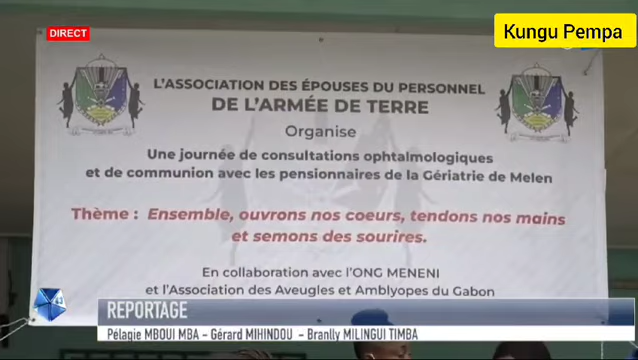 DIRECT
Kungu Pempa
L'ASSOCIATION DES ÉPOUSES DU PERSONNEL
DE L'ARMÉE DE TERRE
Organise
Une journée de consultations ophtalmologiques
et de communion avec les pensionnaires de la Gériatrie de Melen
Thème : Ensemble, ouvrons nos coeurs, tendons nos mains
et semons des sourires.
En collaboration avec l'ONG MENENI
et l'Association des Aveugles et Amblyopes du Gabon
REPORTAGE
Pélagie MBOUI MBA - Gérard MIHINDOU - Branlly MILINGUI TIMBA